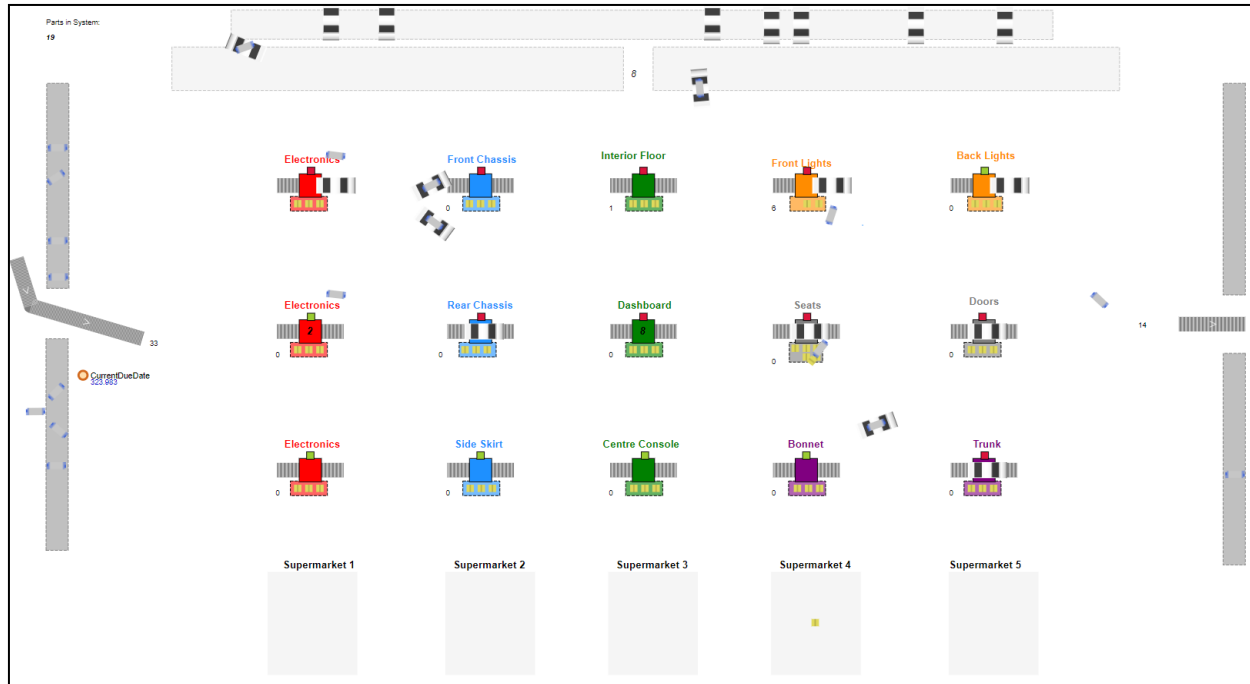 Parts in System:
19
8
Electronics
Front Chassis
Interior Floor
Front Lights
Back Lights
0
1
6
0
Electronics
Rear Chassis
Dashboard
Seats
Doors
2
8
14
33
0
0
0
0
0
CurrentDueDate
323.983
Electronics
Side Skirt
Centre Console
Bonnet
Trunk
0
0
0
0
0
Supermarket 1
Supermarket 2
Supermarket 3
Supermarket 4
Supermarket 5